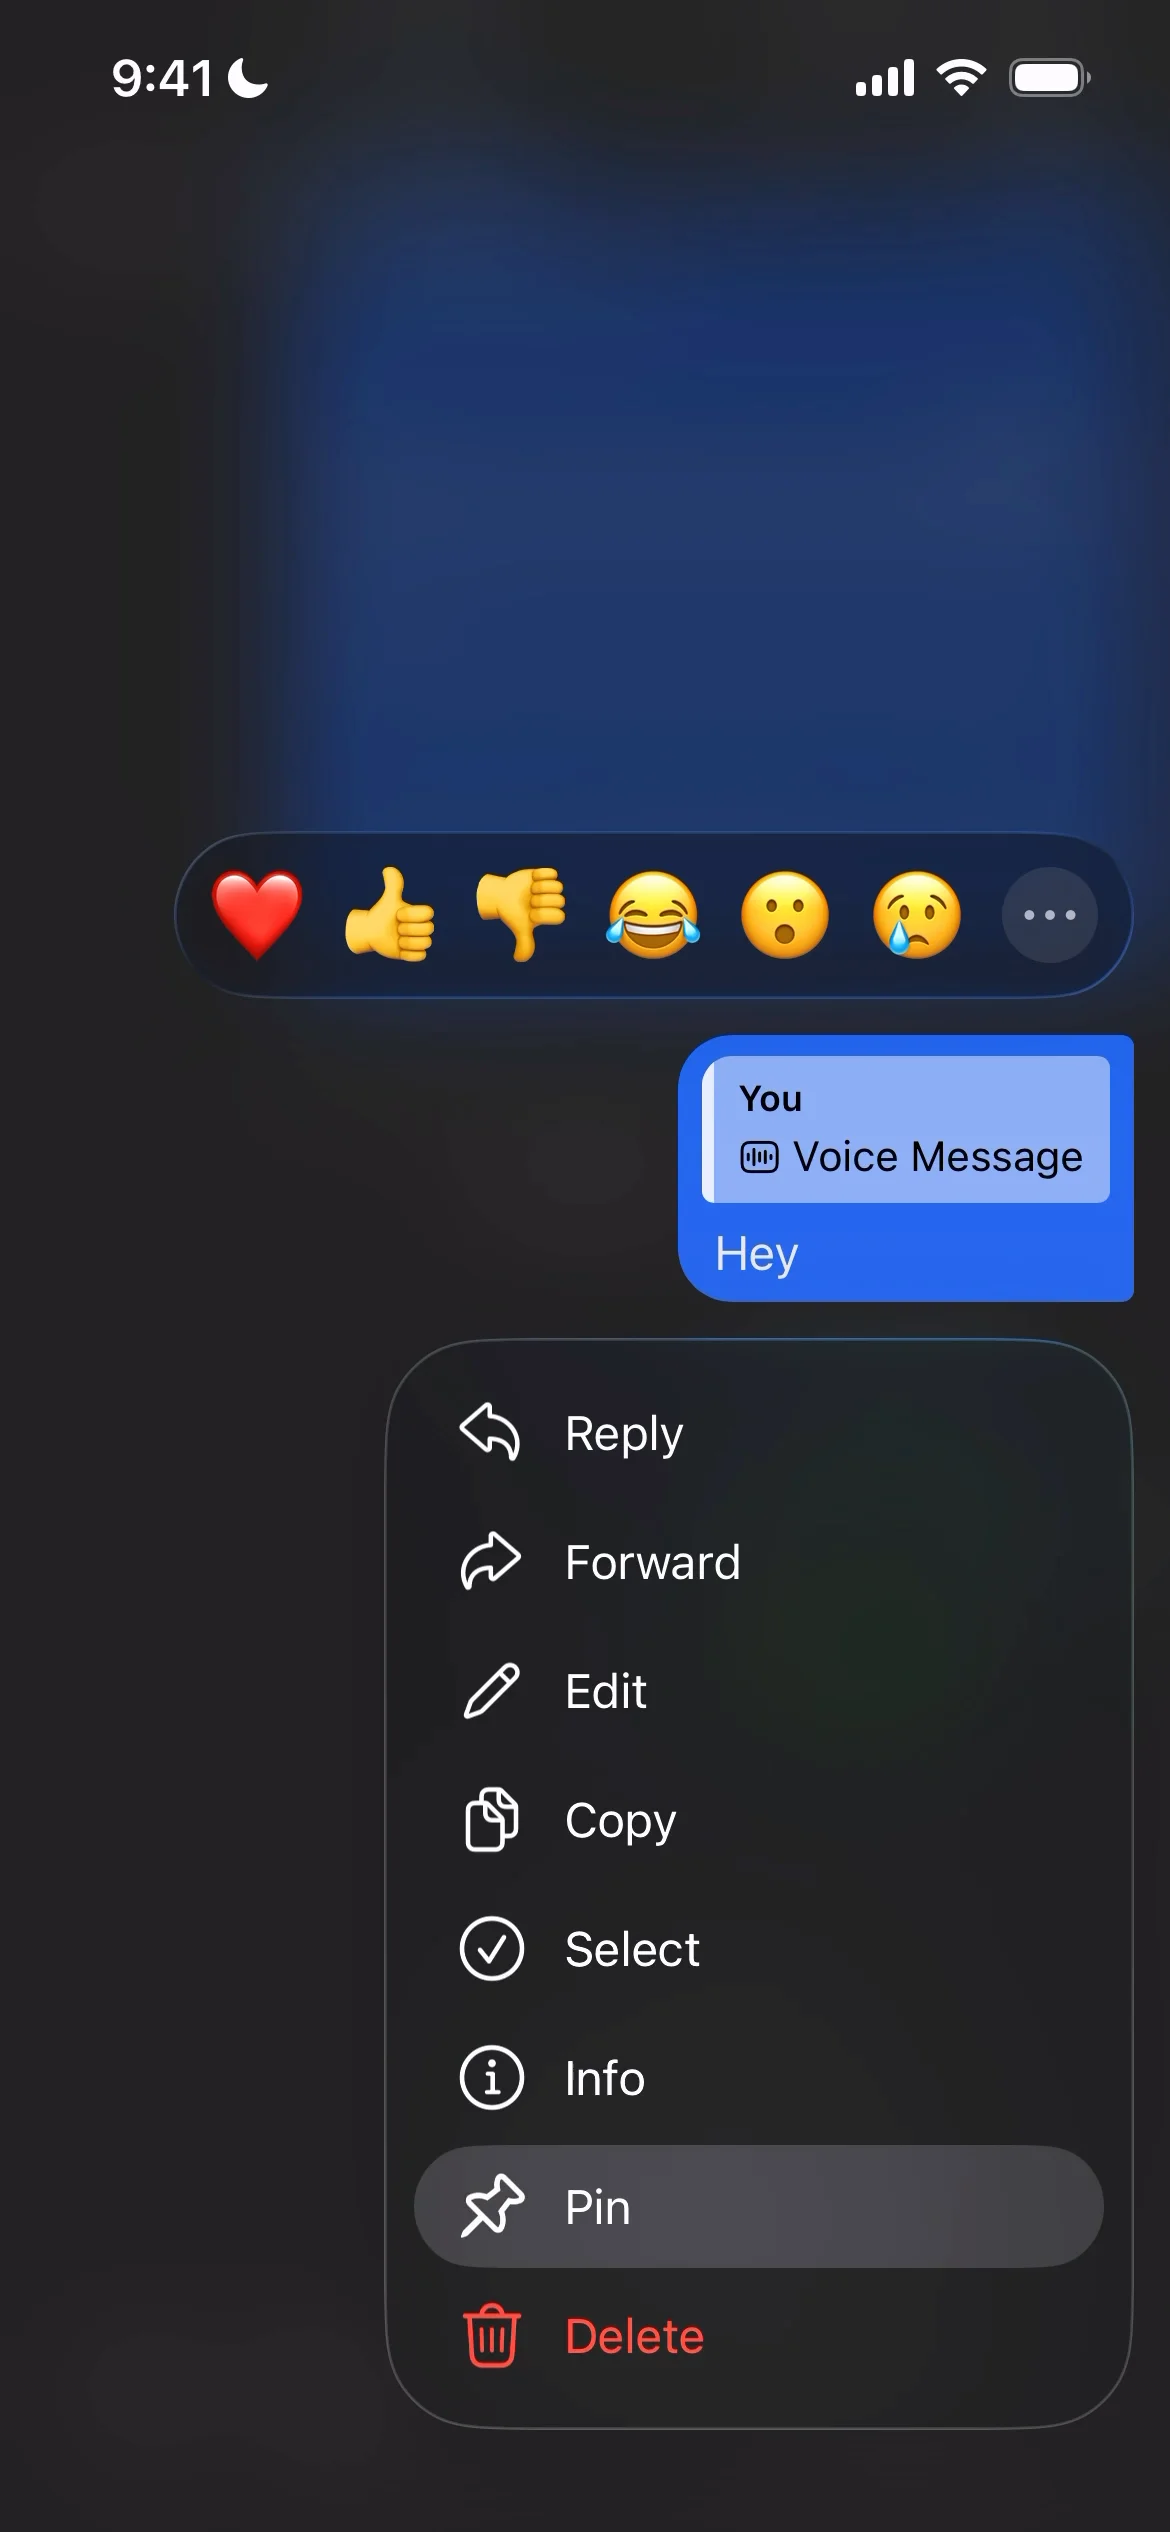 9:41
You
Voice Message
Hey
Reply
Forward
Edit
Copy
Select
Info
Pin
Delete